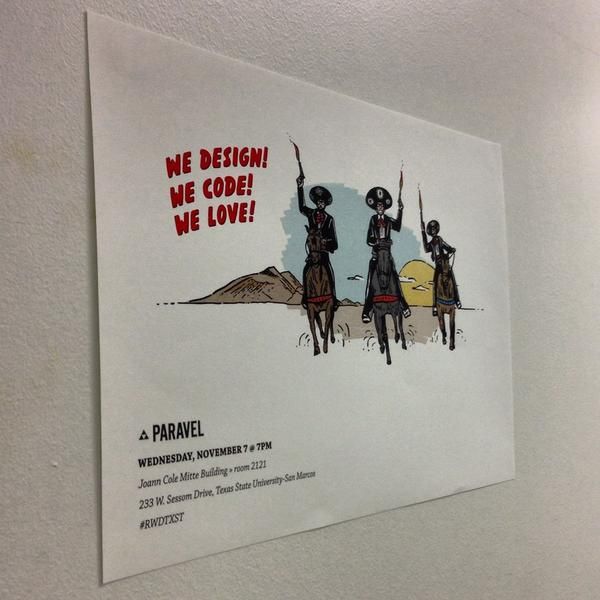 WE DESIGN!
WE CODE!
WE LOVE!
PARAVEL
WEDNESDAY, NOVEMBER 7 @ 7PM
Joann Cole Mitte Building » room 2121
233 W. Sessom Drive, Texas State University-San Marcos
#RWDTXST